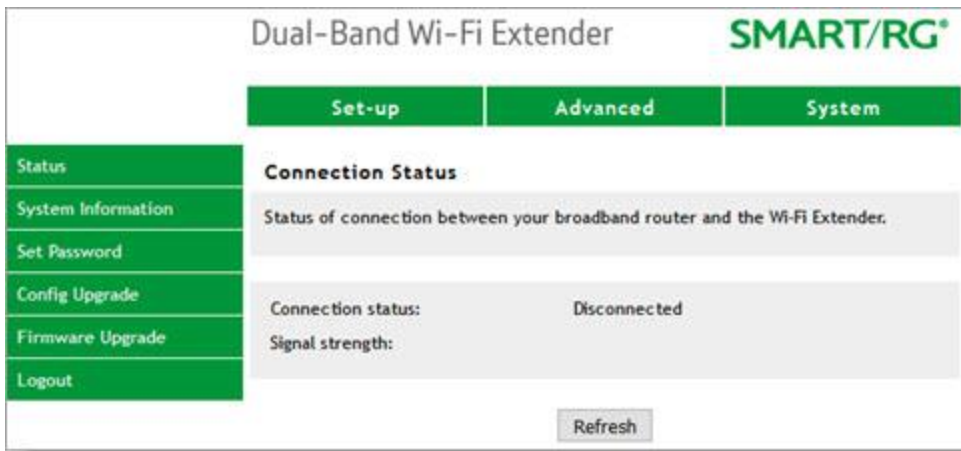 Dual-Band Wi-Fi Extender SMART/RG®
Set-up Advanced System
Status
System Information
Set Password
Config Upgrade
Firmware Upgrade
Logout
Connection Status
Status of connection between your broadband router and the Wi-Fi Extender.
Connection status: Disconnected
Signal strength:
Refresh